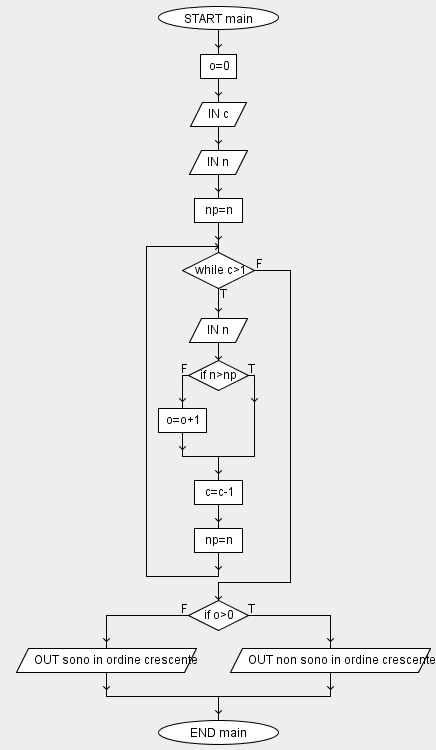 START main
o=0
IN c
IN n
np=n
while c>1
F
T
IN n
F
if n>np
T
o=o+1
c=c-1
np=n
F
if o>0
T
OUT sono in ordine crescente
OUT non sono in ordine crescente
END main